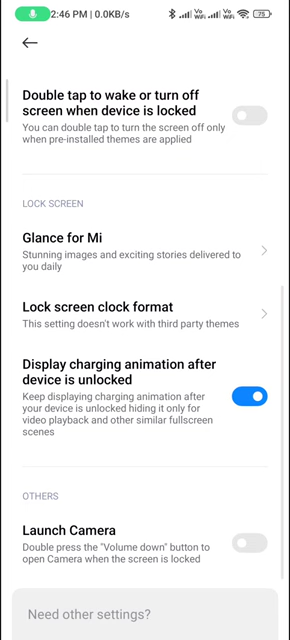 2:46 PM | 0.0KB/s
Vo
WiFi
Vo
WiFi
75
Double tap to wake or turn off
screen when device is locked
You can double tap to turn the screen off only
when pre-installed themes are applied
LOCK SCREEN
Glance for Mi
Stunning images and exciting stories delivered to
you daily
Lock screen clock format
This setting doesn't work with third party themes
Display charging animation after
device is unlocked
Keep displaying charging animation after
your device is unlocked hiding it only for
video playback and other similar fullscreen
scenes
OTHERS
Launch Camera
Double press the "Volume down" button to
open Camera when the screen is locked
Need other settings?